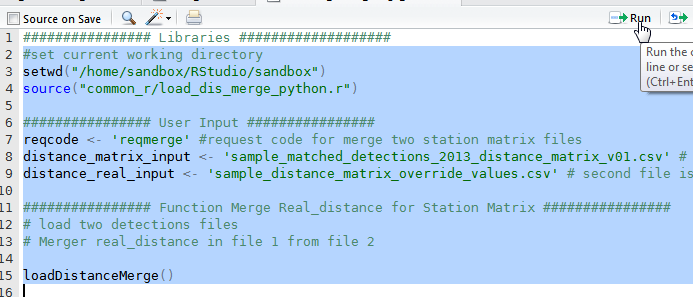 Source on Save
Run
1 ############### Libraries ##################
2 #set current working directory
3 setwd("/home/sandbox/RStudio/sandbox")
4 source("common_r/load_dis_merge_python.r")
5
6 ############### User Input ###############
7 reqcode <- 'reqmerge' #request code for merge two station matrix files
8 distance_matrix_input <- 'sample_matched_detections_2013_distance_matrix_v01.csv' #
9 distance_real_input <- 'sample_distance_matrix_override_values.csv' # second file is
10
11 ############### Function Merge Real_distance for Station Matrix ###############
12 # load two detections files
13 # Merger real_distance in file 1 from file 2
14
15 loadDistanceMerge()
16
Run the
line or se
(Ctrl+Ent